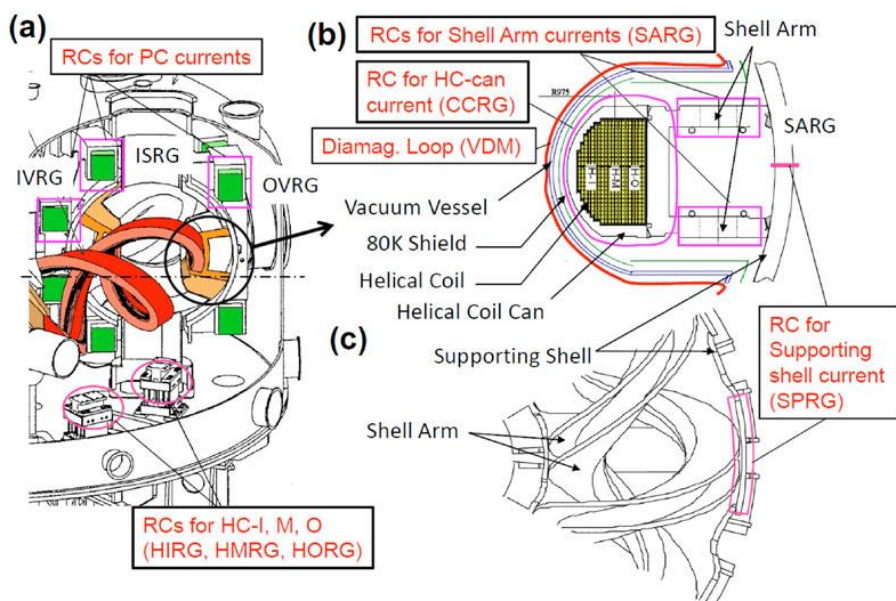 (a)
RCs for PC currents
IVRG
ISRG
OVRG
RCs for HC-I, M, O
(HIRG, HMRG, HORG)
(b)
RCs for Shell Arm currents (SARG)
Shell Arm
RC for HC-can
current (CCRG)
R975
Diamag. Loop (VDM)
SARG
H-I
H-M
H-O
Vacuum Vessel
80K Shield
Helical Coil
Helical Coil Can
Supporting Shell
RC for
Supporting
shell current
(SPRG)
(c)
Shell Arm